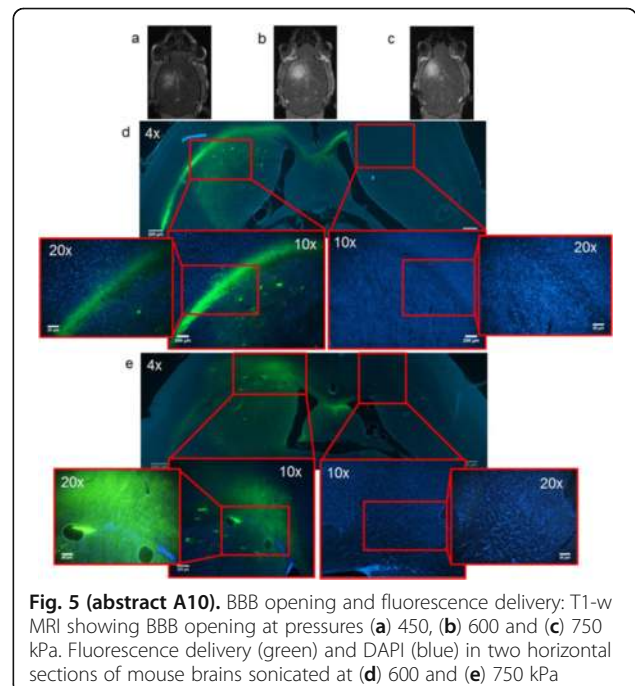 a
b
c
d
4x
20x
10x
10x
20x
e
4x
20x
10x
10x
20x
Fig. 5 (abstract A10). BBB opening and fluorescence delivery: T1-w
MRI showing BBB opening at pressures (a) 450, (b) 600 and (c) 750
kPa. Fluorescence delivery (green) and DAPI (blue) in two horizontal
sections of mouse brains sonicated at (d) 600 and (e) 750 kPa